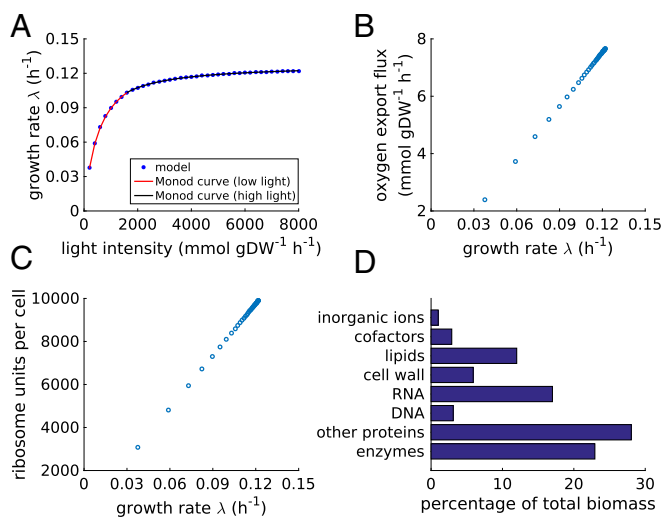 A
growth rate λ (h⁻¹)
0.15
0.12
0.09
0.06
0.03
0
model
Monod curve (low light)
Monod curve (high light)
0 2000 4000 6000 8000
light intensity (mmol gDW⁻¹ h⁻¹)
B
oxygen export flux
(mmol gDW⁻¹ h⁻¹)
8
6
4
2
0 0.03 0.06 0.09 0.12 0.15
growth rate λ (h⁻¹)
C
ribosome units per cell
10000
8000
6000
4000
2000
0 0.03 0.06 0.09 0.12 0.15
growth rate λ (h⁻¹)
D
inorganic ions
cofactors
lipids
cell wall
RNA
DNA
other proteins
enzymes
0 10 20 30
percentage of total biomass